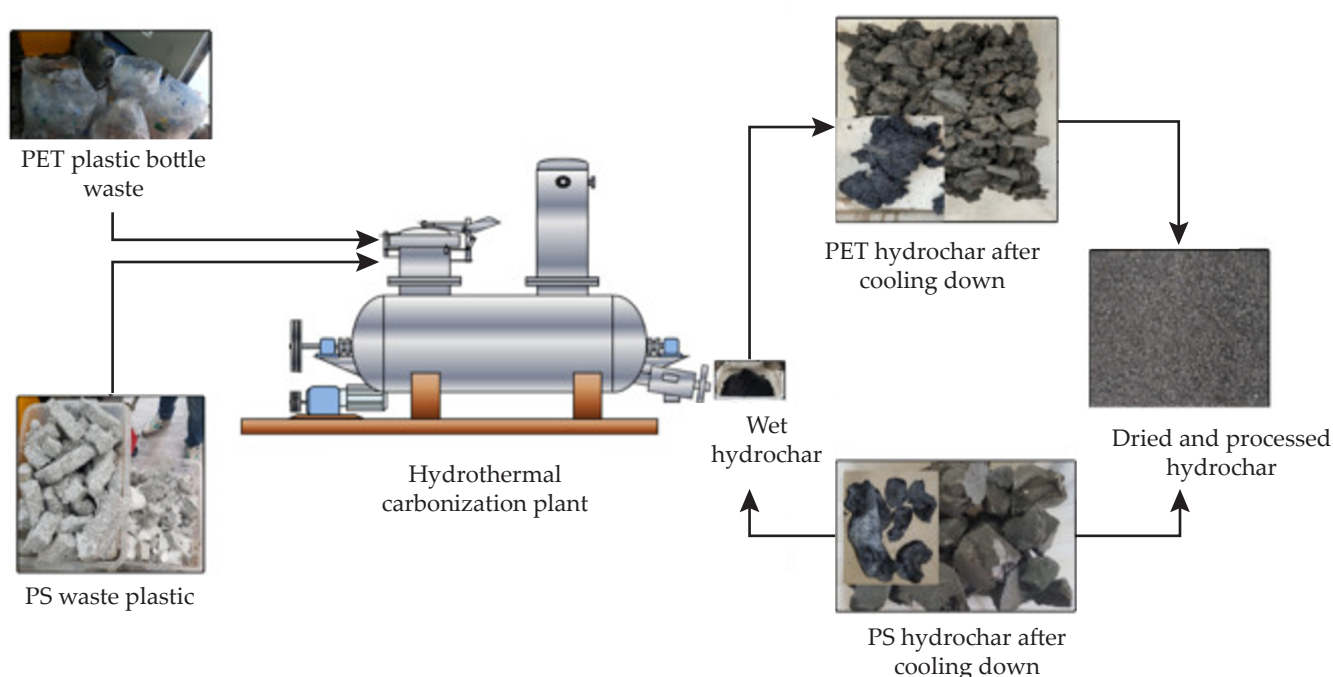 PET plastic bottle
waste
PS waste plastic
Hydrothermal
carbonization plant
Wet
hydrochar
PET hydrochar after
cooling down
Dried and processed
hydrochar
PS hydrochar after
cooling down